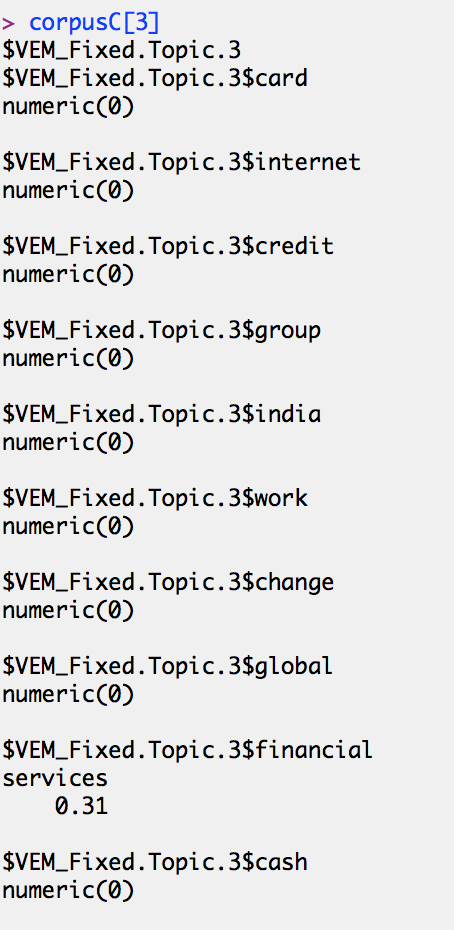 > corpusC[3]
$VEM_Fixed.Topic.3
$VEM_Fixed.Topic.3$card
numeric(0)

$VEM_Fixed.Topic.3$internet
numeric(0)

$VEM_Fixed.Topic.3$credit
numeric(0)

$VEM_Fixed.Topic.3$group
numeric(0)

$VEM_Fixed.Topic.3$india
numeric(0)

$VEM_Fixed.Topic.3$work
numeric(0)

$VEM_Fixed.Topic.3$change
numeric(0)

$VEM_Fixed.Topic.3$global
numeric(0)

$VEM_Fixed.Topic.3$financial
services
    0.31

$VEM_Fixed.Topic.3$cash
numeric(0)